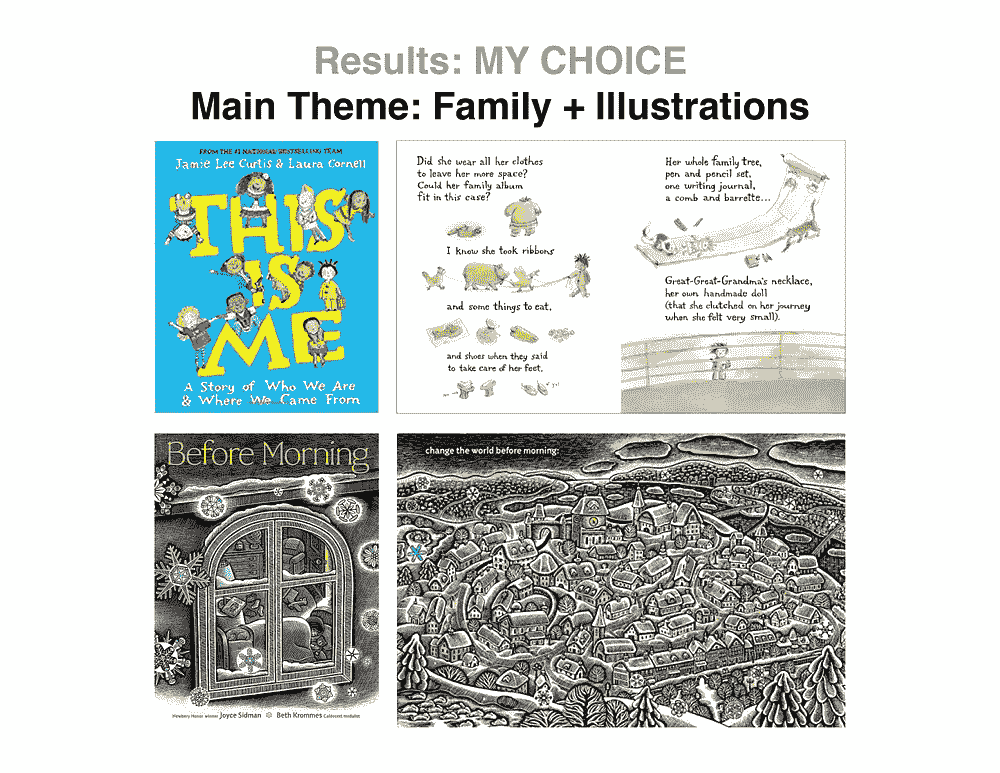 Results: MY CHOICE
Main Theme: Family + Illustrations
FROM THE #1 NATIONAL BESTSELLING TEAM
Jamie Lee Curtis & Laura Cornell
THIS
IS
ME
A Story of Who We Are
& Where We Came From
Did she wear all her clothes
to leave her more space?
Could her family album
fit in this case?
I know she took ribbons
and some things to eat,
and shoes when they said
to take care of her feet,
Her whole family tree,
pen and pencil set,
one writing journal,
a comb and barrette...
Great-Great-Grandma's necklace,
her own handmade doll
(that she clutched on her journey
when she felt very small).
Before Morning
Newbery Honor winner Joyce Sidman Beth Krommes Caldecott medalist
change the world before morning: